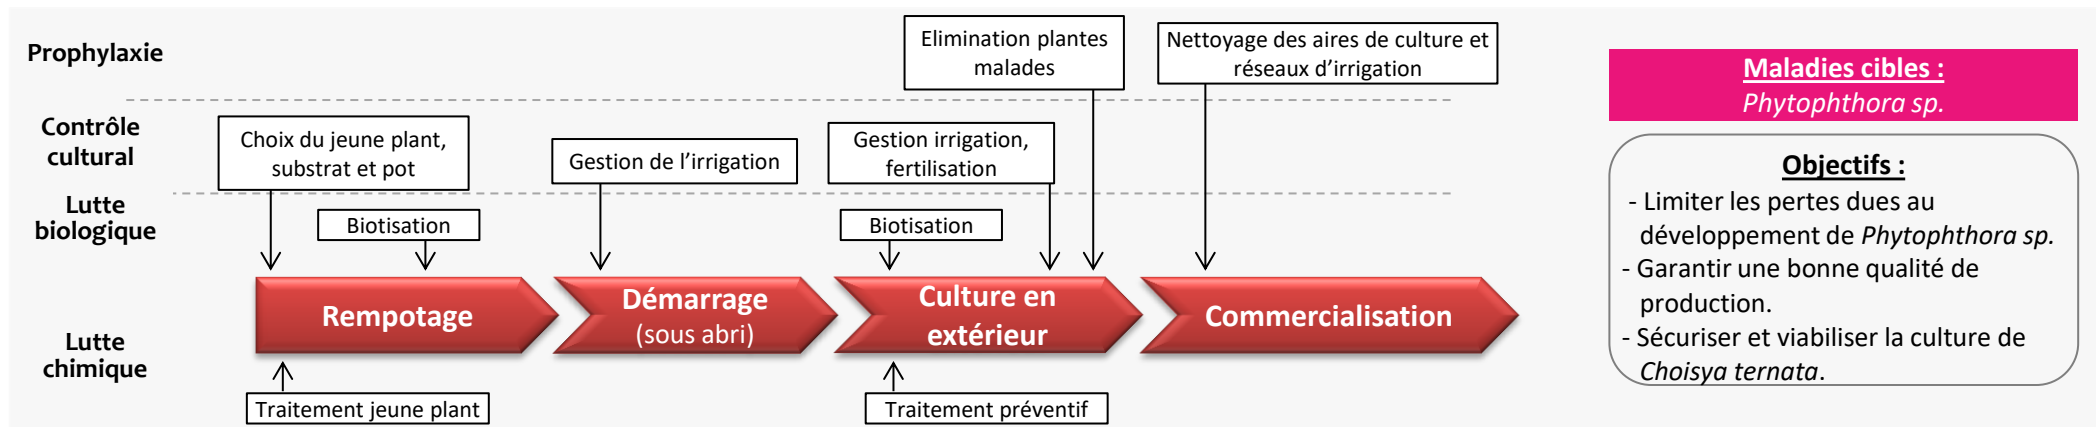 Prophylaxie
Elimination plantes
malades
Nettoyage des aires de culture et
réseaux d’irrigation
Contrôle
cultural
Choix du jeune plant,
substrat et pot
Gestion de l’irrigation
Gestion irrigation,
fertilisation
Lutte
biologique
Biotisation
Biotisation
Rempotage
Démarrage
(sous abri)
Culture en
extérieur
Commercialisation
Lutte
chimique
Traitement jeune plant
Traitement préventif
Maladies cibles :
Phytophthora sp.
Objectifs :
- Limiter les pertes dues au
développement de Phytophthora sp.
- Garantir une bonne qualité de
production.
- Sécuriser et viabiliser la culture de
Choisya ternata.